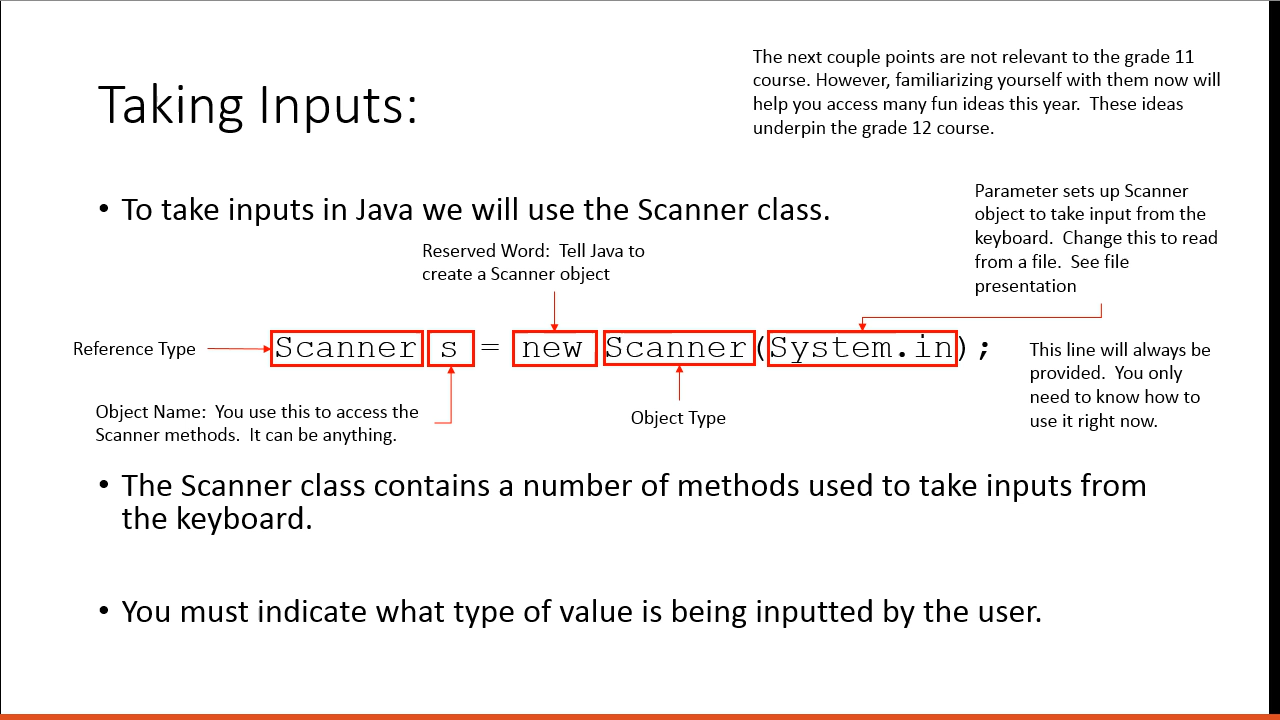 The next couple points are not relevant to the grade 11
course. However, familiarizing yourself with them now will
help you access many fun ideas this year.  These ideas
underpin the grade 12 course.
Taking Inputs:
• To take inputs in Java we will use the Scanner class.
Parameter sets up Scanner
object to take input from the
keyboard.  Change this to read
from a file.  See file
presentation
Reserved Word:  Tell Java to
create a Scanner object
Reference Type
Scanner s = new Scanner(System.in);
This line will always be
provided.  You only
need to know how to
use it right now.
Object Name:  You use this to access the
Scanner methods.  It can be anything.
Object Type
• The Scanner class contains a number of methods used to take inputs from
the keyboard.
• You must indicate what type of value is being inputted by the user.